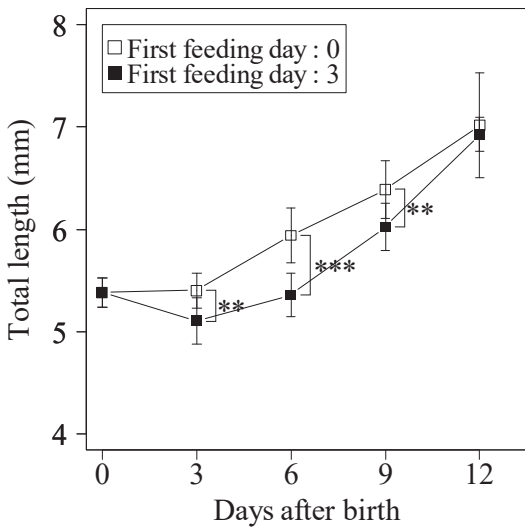 8
First feeding day : 0
First feeding day : 3
7
6
5
4
Total length (mm)
**
***
**
0 3 6 9 12
Days after birth